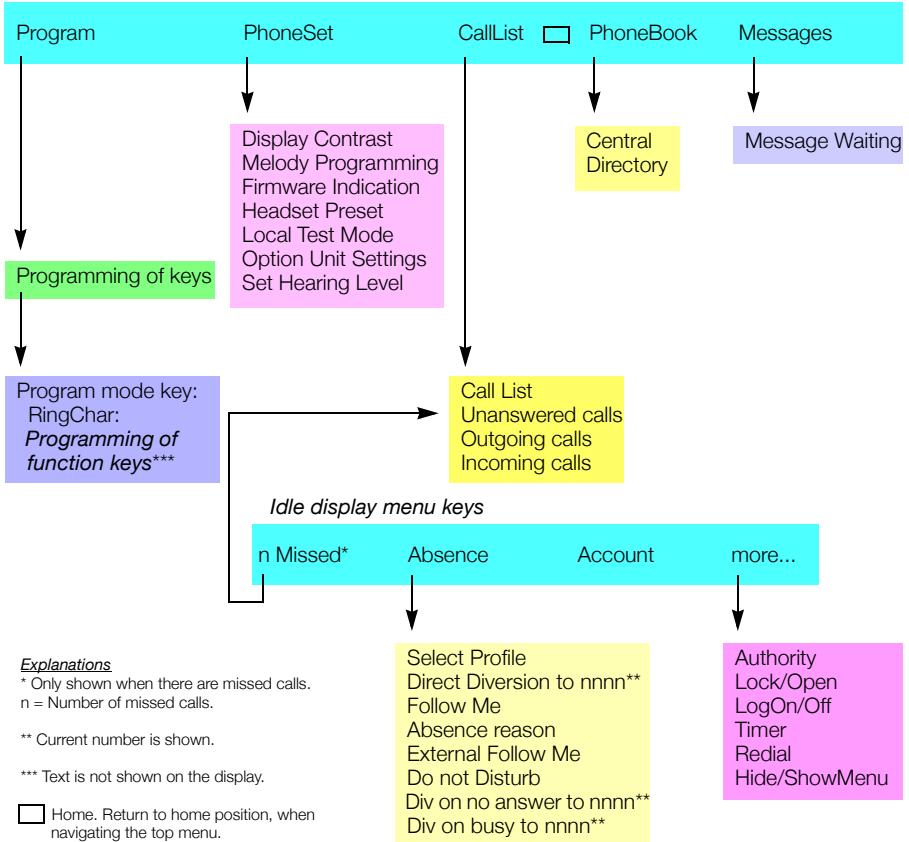 Program PhoneSet CallList PhoneBook Messages
Display Contrast
Melody Programming
Firmware Indication
Headset Preset
Local Test Mode
Option Unit Settings
Set Hearing Level
Central
Directory
Message Waiting
Programming of keys
Program mode key:
RingChar:
Programming of
function keys***
Call List
Unanswered calls
Outgoing calls
Incoming calls
Idle display menu keys
n Missed* Absence Account more...
Select Profile
Direct Diversion to nnnn**
Follow Me
Absence reason
External Follow Me
Do not Disturb
Div on no answer to nnnn**
Div on busy to nnnn**
Authority
Lock/Open
LogOn/Off
Timer
Redial
Hide/ShowMenu
Explanations
* Only shown when there are missed calls.
n = Number of missed calls.
** Current number is shown.
*** Text is not shown on the display.
Home. Return to home position, when
navigating the top menu.